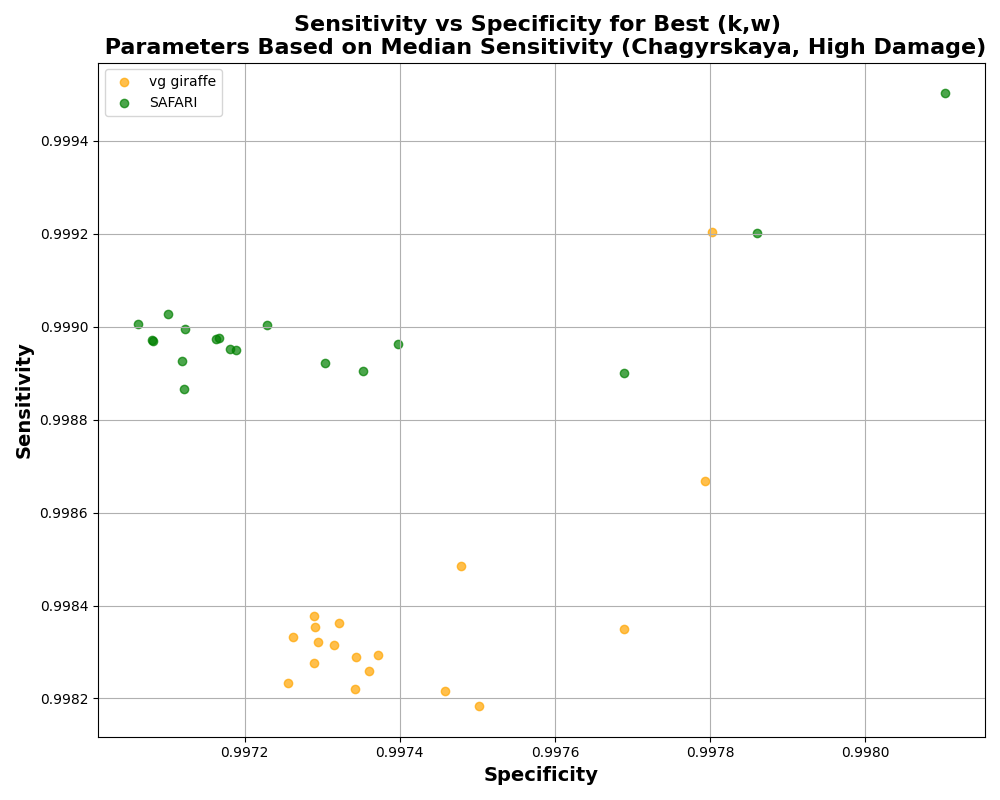 Sensitivity vs Specificity for Best (k,w)
Parameters Based on Median Sensitivity (Chagyrskaya, High Damage)
vg giraffe
SAFARI
0.9994
0.9992
0.9990
0.9988
0.9986
0.9984
0.9982
Sensitivity
0.9972 0.9974 0.9976 0.9978 0.9980
Specificity